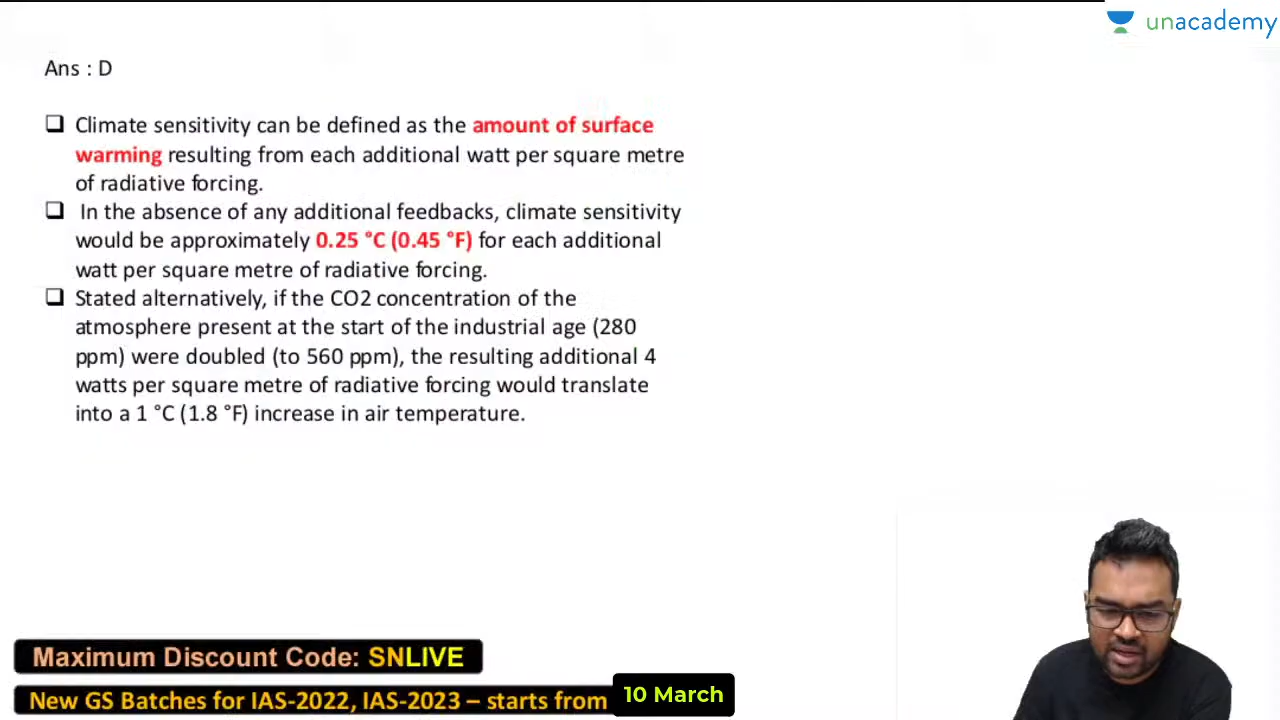 unacademy
Ans : D
Climate sensitivity can be defined as the amount of surface
warming resulting from each additional watt per square metre
of radiative forcing.
In the absence of any additional feedbacks, climate sensitivity
would be approximately 0.25 °C (0.45 °F) for each additional
watt per square metre of radiative forcing.
Stated alternatively, if the CO2 concentration of the
atmosphere present at the start of the industrial age (280
ppm) were doubled (to 560 ppm), the resulting additional 4
watts per square metre of radiative forcing would translate
into a 1 °C (1.8 °F) increase in air temperature.
Maximum Discount Code: SNLIVE
New GS Batches for IAS-2022, IAS-2023 – starts from 10 March